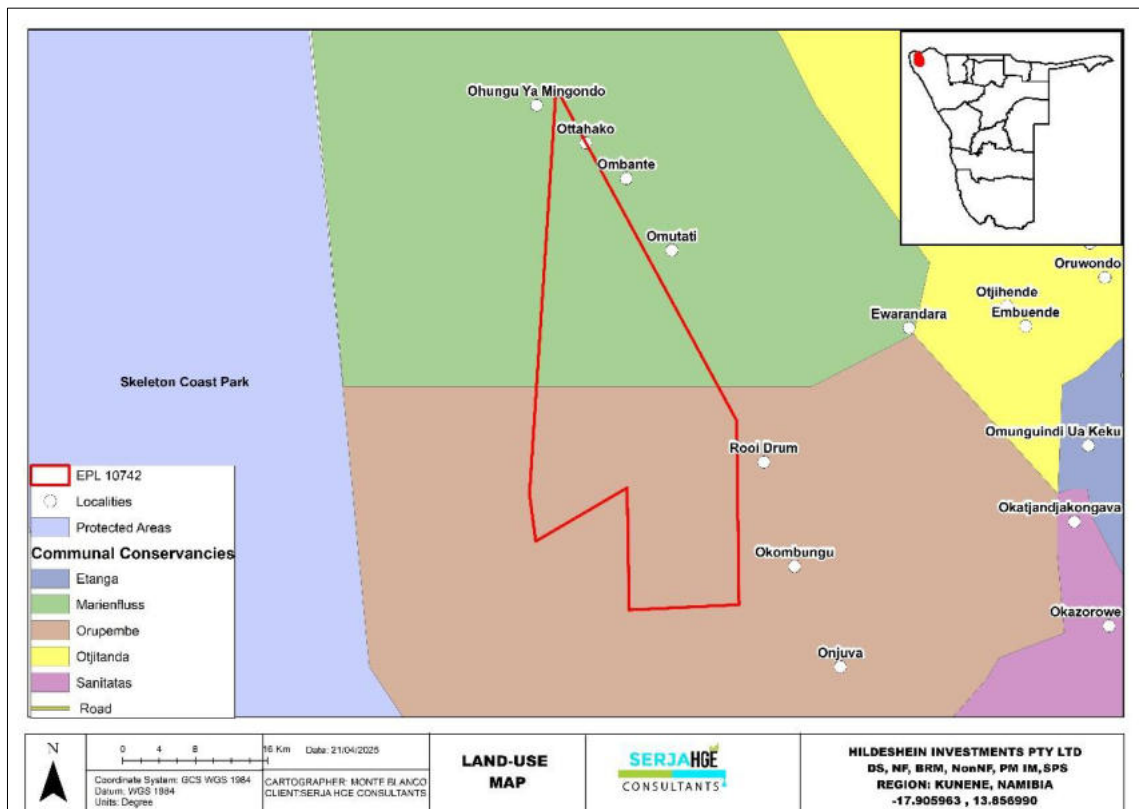 Ohungu Ya Mingondo
Ottahako
Ombante
Omutati
Oruwondo
Otjihende
Embuende
Ewarandara
Skeleton Coast Park
Omunguindi Ua Keku
Rooi Drum
Okatjandjakongava
Okombungu
Okazorowe
Onjuva
EPL 10742
Localities
Protected Areas
Communal Conservancies
Etanga
Marienfluss
Orupembe
Otjitanda
Sanitatas
Road
N
0 4 8 16 Km
Date: 21/04/2025
Coordinate System: GCS WGS 1984
Datum: WGS 1984
Units: Degree
CARTOGRAPHER: MONTE BLANCO
CLIENT:SERJA HGE CONSULTANTS
LAND-USE
MAP
SERJA HGE
CONSULTANTS
HILDESHEIN INVESTMENTS PTY LTD
DS, NF, BRM, NonNF, PM IM,SPS
REGION: KUNENE, NAMIBIA
-17.905963 , 13.856990